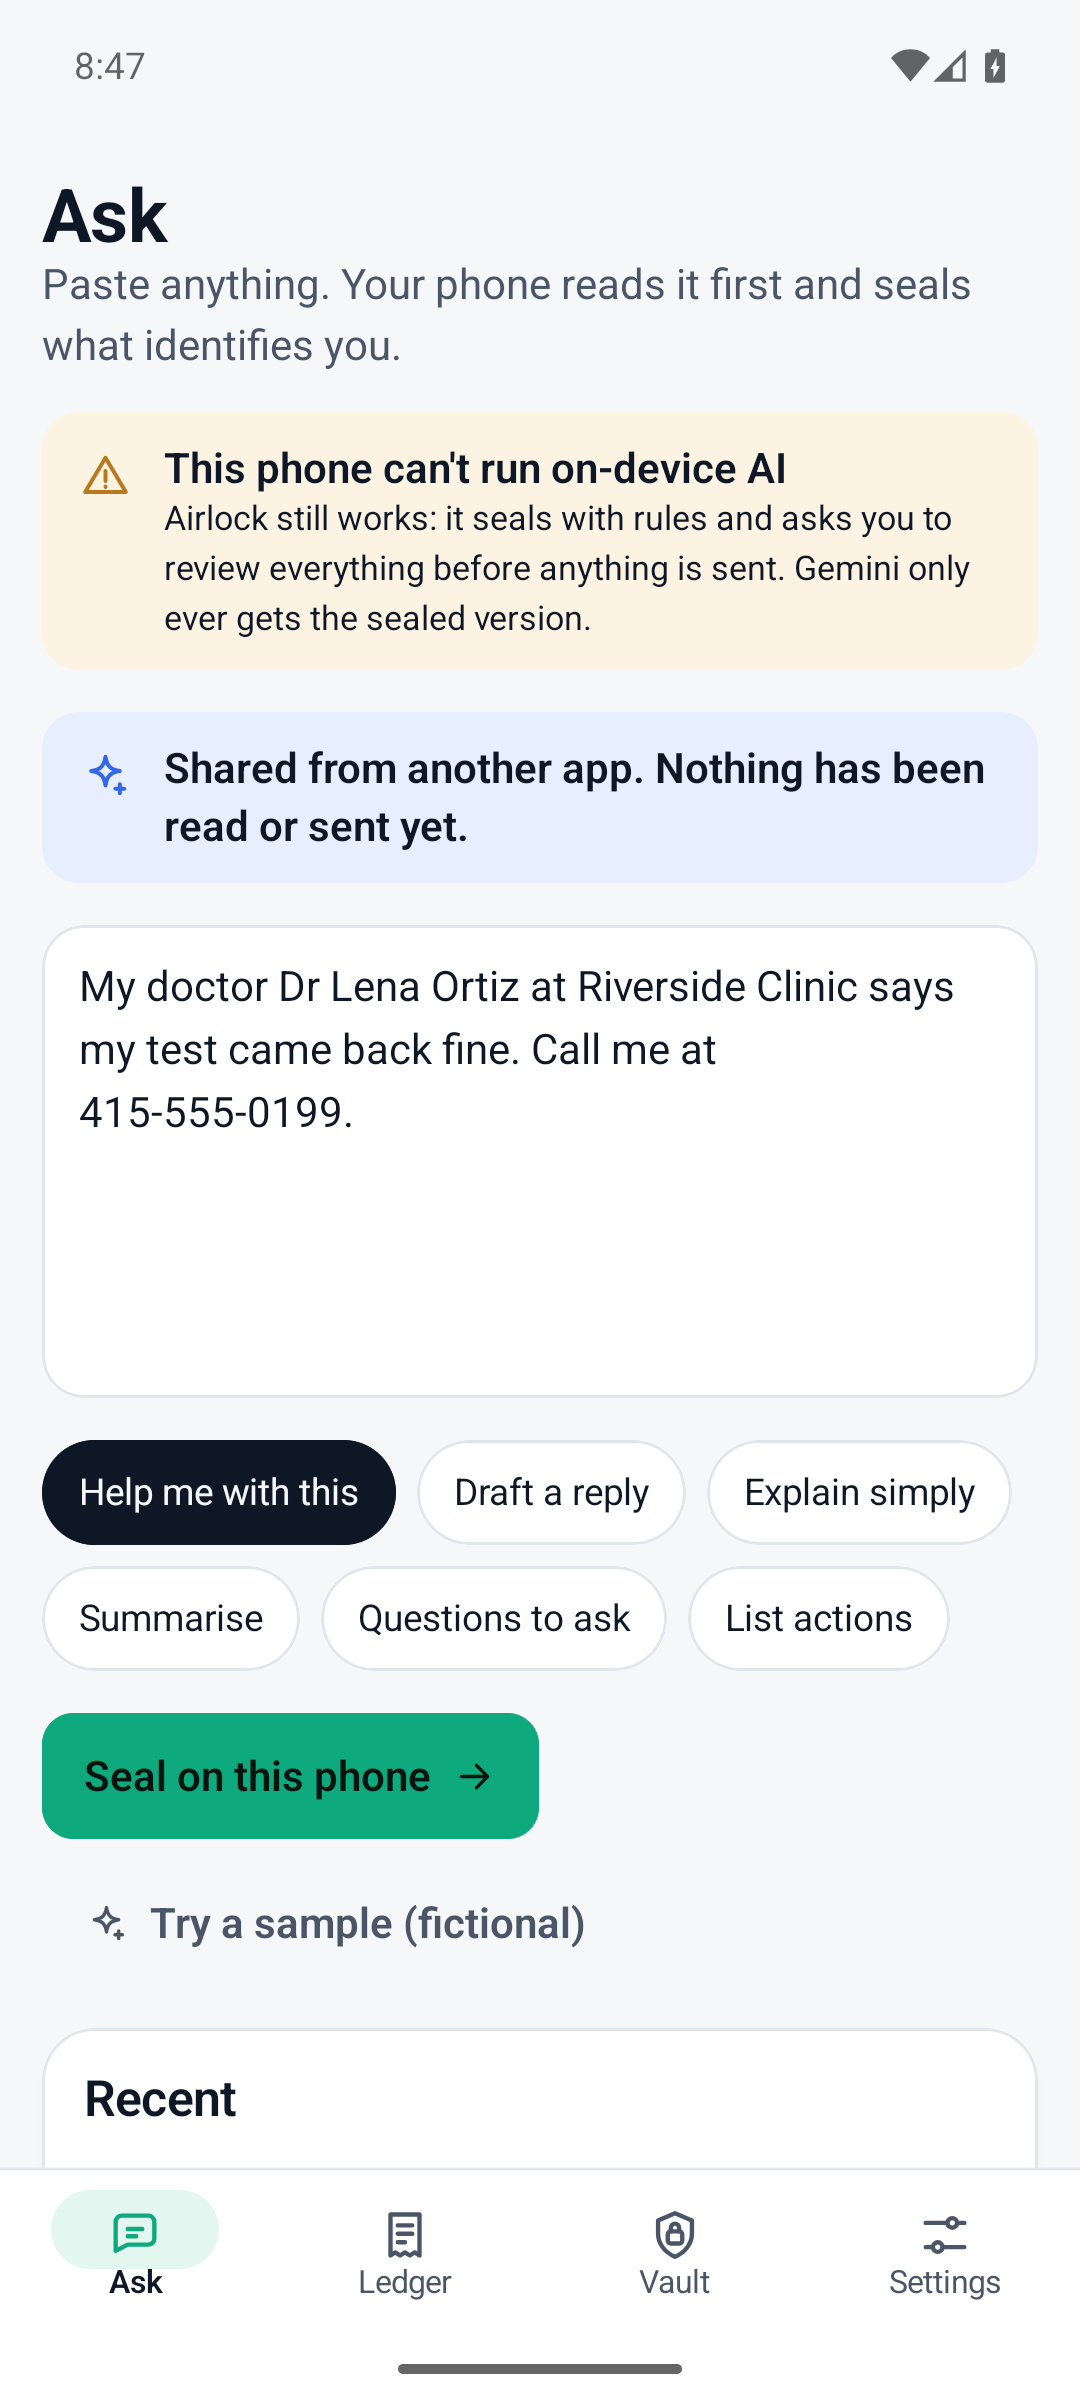 8:47
Ask
Paste anything. Your phone reads it first and seals
what identifies you.
This phone can't run on-device AI
Airlock still works: it seals with rules and asks you to
review everything before anything is sent. Gemini only
ever gets the sealed version.
Shared from another app. Nothing has been
read or sent yet.
My doctor Dr Lena Ortiz at Riverside Clinic says
my test came back fine. Call me at
415-555-0199.
Help me with this
Draft a reply
Explain simply
Summarise
Questions to ask
List actions
Seal on this phone →
Try a sample (fictional)
Recent
Ask
Ledger
Vault
Settings